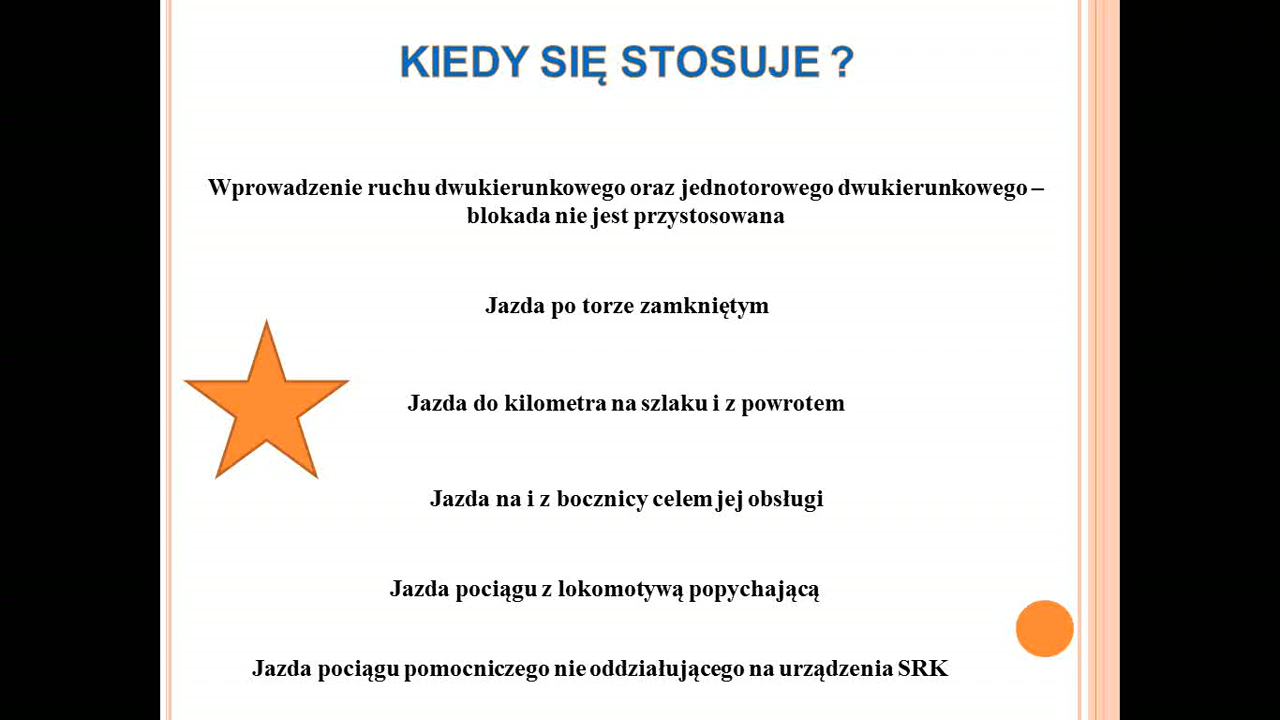 KIEDY SIĘ STOSUJE ?
Wprowadzenie ruchu dwukierunkowego oraz jednotorowego dwukierunkowego –
blokada nie jest przystosowana
Jazda po torze zamkniętym
Jazda do kilometra na szlaku i z powrotem
Jazda na i z bocznicy celem jej obsługi
Jazda pociągu z lokomotywą popychającą
Jazda pociągu pomocniczego nie oddziałującego na urządzenia SRK